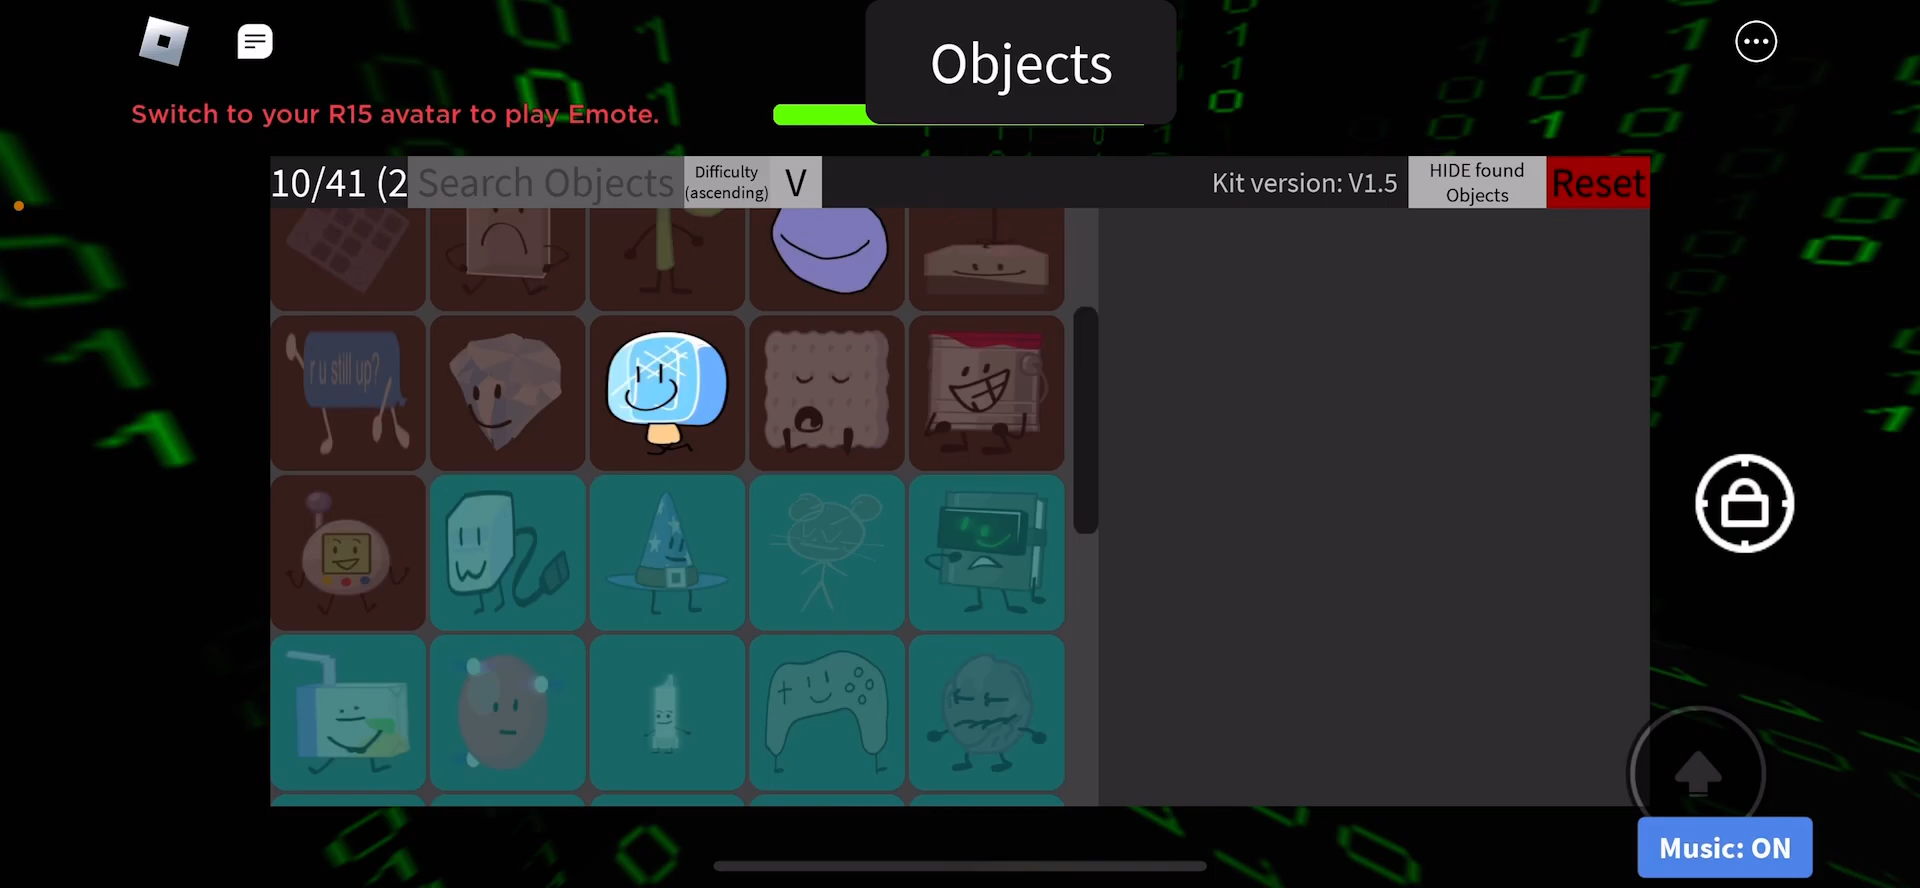 Objects
Switch to your R15 avatar to play Emote.
10/41 (2
Search Objects
Difficulty
(ascending)
V
Kit version: V1.5
HIDE found
Objects
Reset
r u still up?
Music: ON